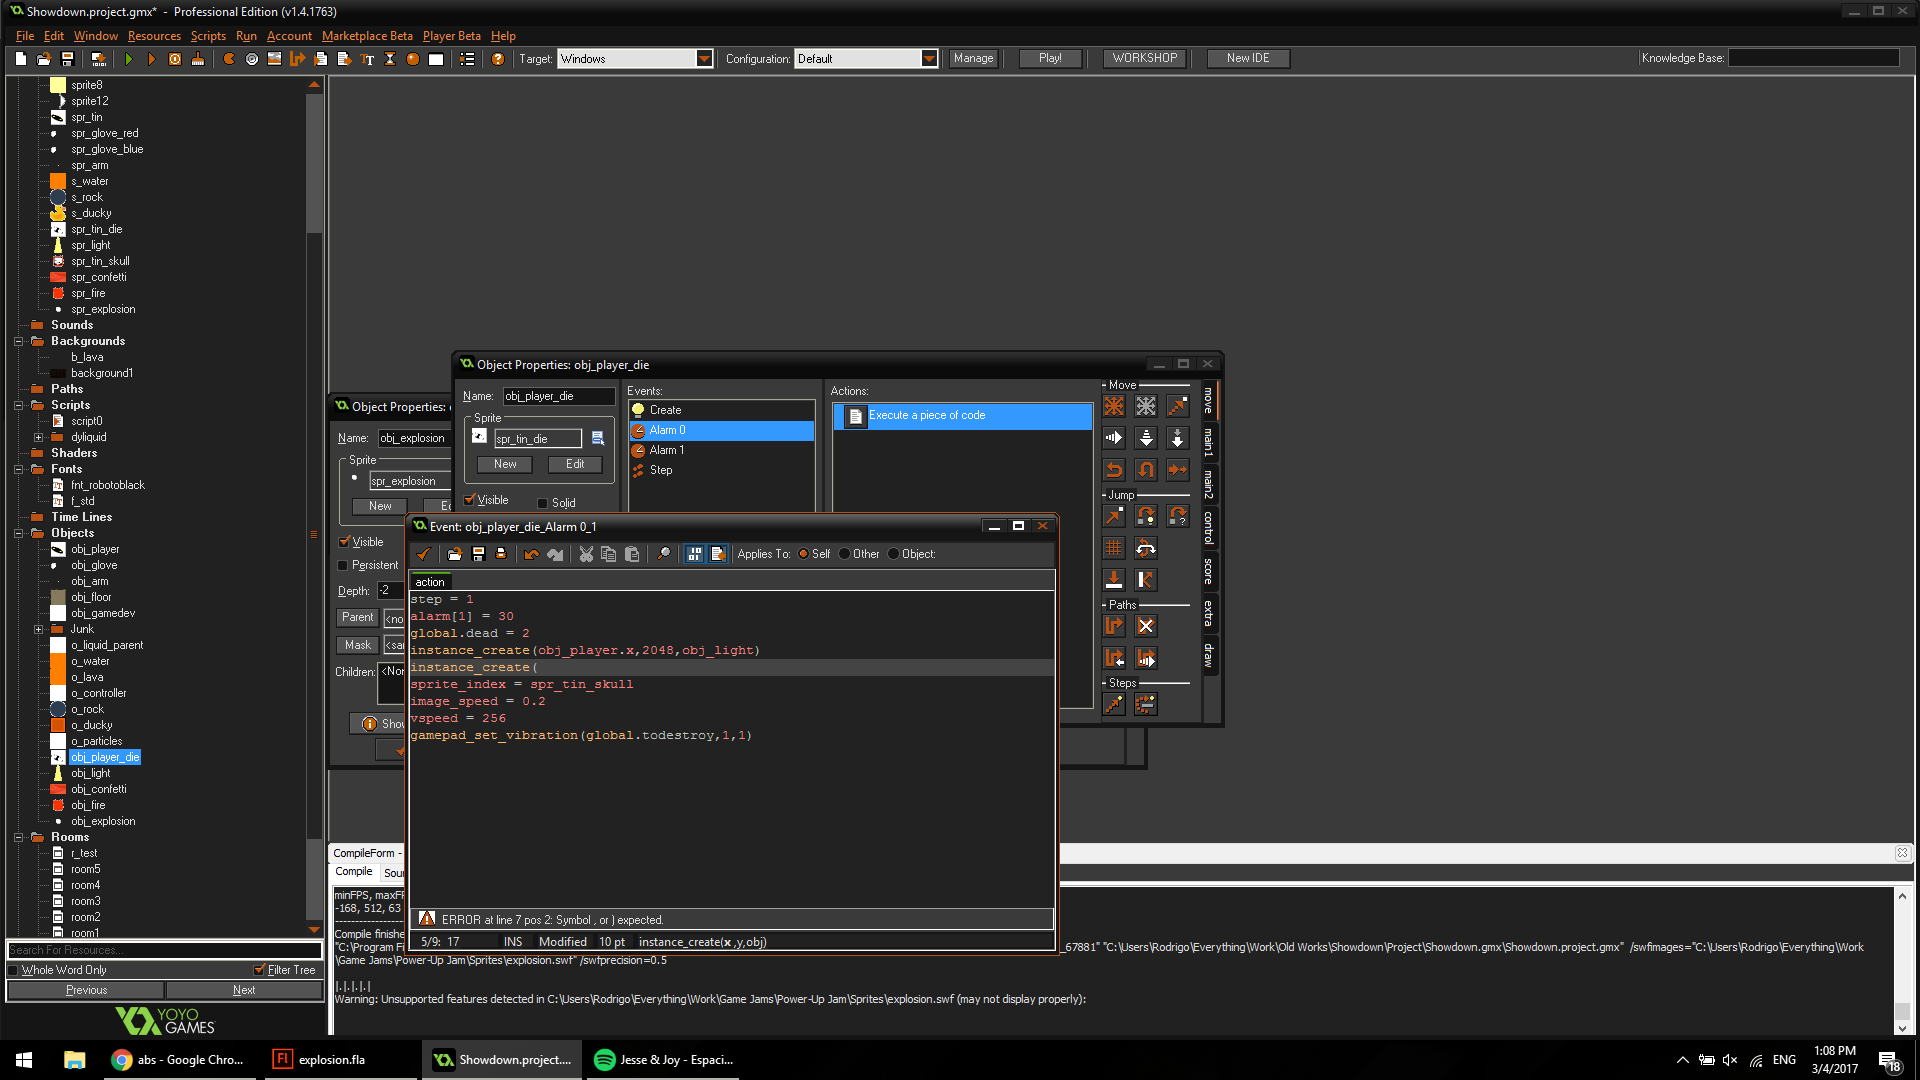 Showdown.project.gmx* - Professional Edition (v1.4.1763)
File Edit Window Resources Scripts Run Account Marketplace Beta Player Beta Help
Target: Windows Configuration: Default Manage Play! WORKSHOP New IDE Knowledge Base:
sprite8
sprite12
spr_tin
spr_glove_red
spr_glove_blue
spr_arm
s_water
s_rock
s_ducky
spr_tin_die
spr_light
spr_tin_skull
spr_confetti
spr_fire
spr_explosion
Sounds
Backgrounds
b_lava
background1
Paths
Scripts
script0
dyliquid
Shaders
Fonts
fnt_robotoblack
f_std
Time Lines
Objects
obj_player
obj_glove
obj_arm
obj_floor
obj_gamedev
Junk
o_liquid_parent
o_water
o_lava
o_controller
o_rock
o_ducky
o_particles
obj_player_die
obj_light
obj_confetti
obj_fire
obj_explosion
Rooms
r_test
room5
room4
room3
room2
room1
Search For Resources...
Whole Word Only Filter Tree
Previous Next
YOYO
GAMES
Object Properties:
Name: obj_explosion
Sprite
spr_explosion
New
Visible
Persistent
Depth: -2
Parent <no
Mask <sa
Children: <Non
Show
Object Properties: obj_player_die
Name: obj_player_die
Sprite
spr_tin_die
New Edit
Visible Solid
Events:
Create
Alarm 0
Alarm 1
Step
Actions:
Execute a piece of code
Move
Jump
Paths
Steps
move
main1
main2
control
score
extra
draw
Event: obj_player_die_Alarm 0_1
Applies To: Self Other Object:
action
step = 1
alarm[1] = 30
global.dead = 2
instance_create(obj_player.x,2048,obj_light)
instance_create(
sprite_index = spr_tin_skull
image_speed = 0.2
vspeed = 256
gamepad_set_vibration(global.todestroy,1,1)
ERROR at line 7 pos 2: Symbol , or ) expected.
5/9: 17 INS Modified 10 pt instance_create(x ,y,obj)
CompileForm -
Compile Sour
minFPS, maxFP
-168, 512, 63
Compile finishe
"C:\Program Fi _67881" "C:\Users\Rodrigo\Everything\Work\Old Works\Showdown\Project\Showdown.gmx\Showdown.project.gmx" /swfimages="C:\Users\Rodrigo\Everything\Work
\Game Jams\Power-Up Jam\Sprites\explosion.swf" /swfprecision=0.5
|.|.|.|.|
Warning: Unsupported features detected in C:\Users\Rodrigo\Everything\Work\Game Jams\Power-Up Jam\Sprites\explosion.swf (may not display properly):
abs - Google Chro... explosion.fla Showdown.project.... Jesse & Joy - Espaci...
ENG
1:08 PM
3/4/2017
18